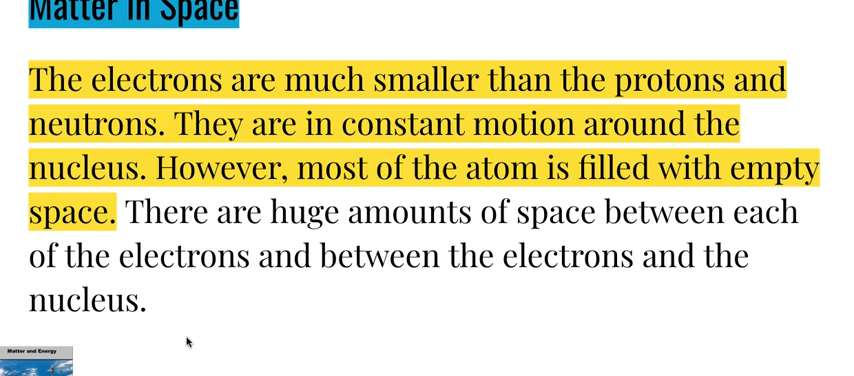 Matter in Space
The electrons are much smaller than the protons and
neutrons. They are in constant motion around the
nucleus. However, most of the atom is filled with empty
space. There are huge amounts of space between each
of the electrons and between the electrons and the
nucleus.
Matter and Energy